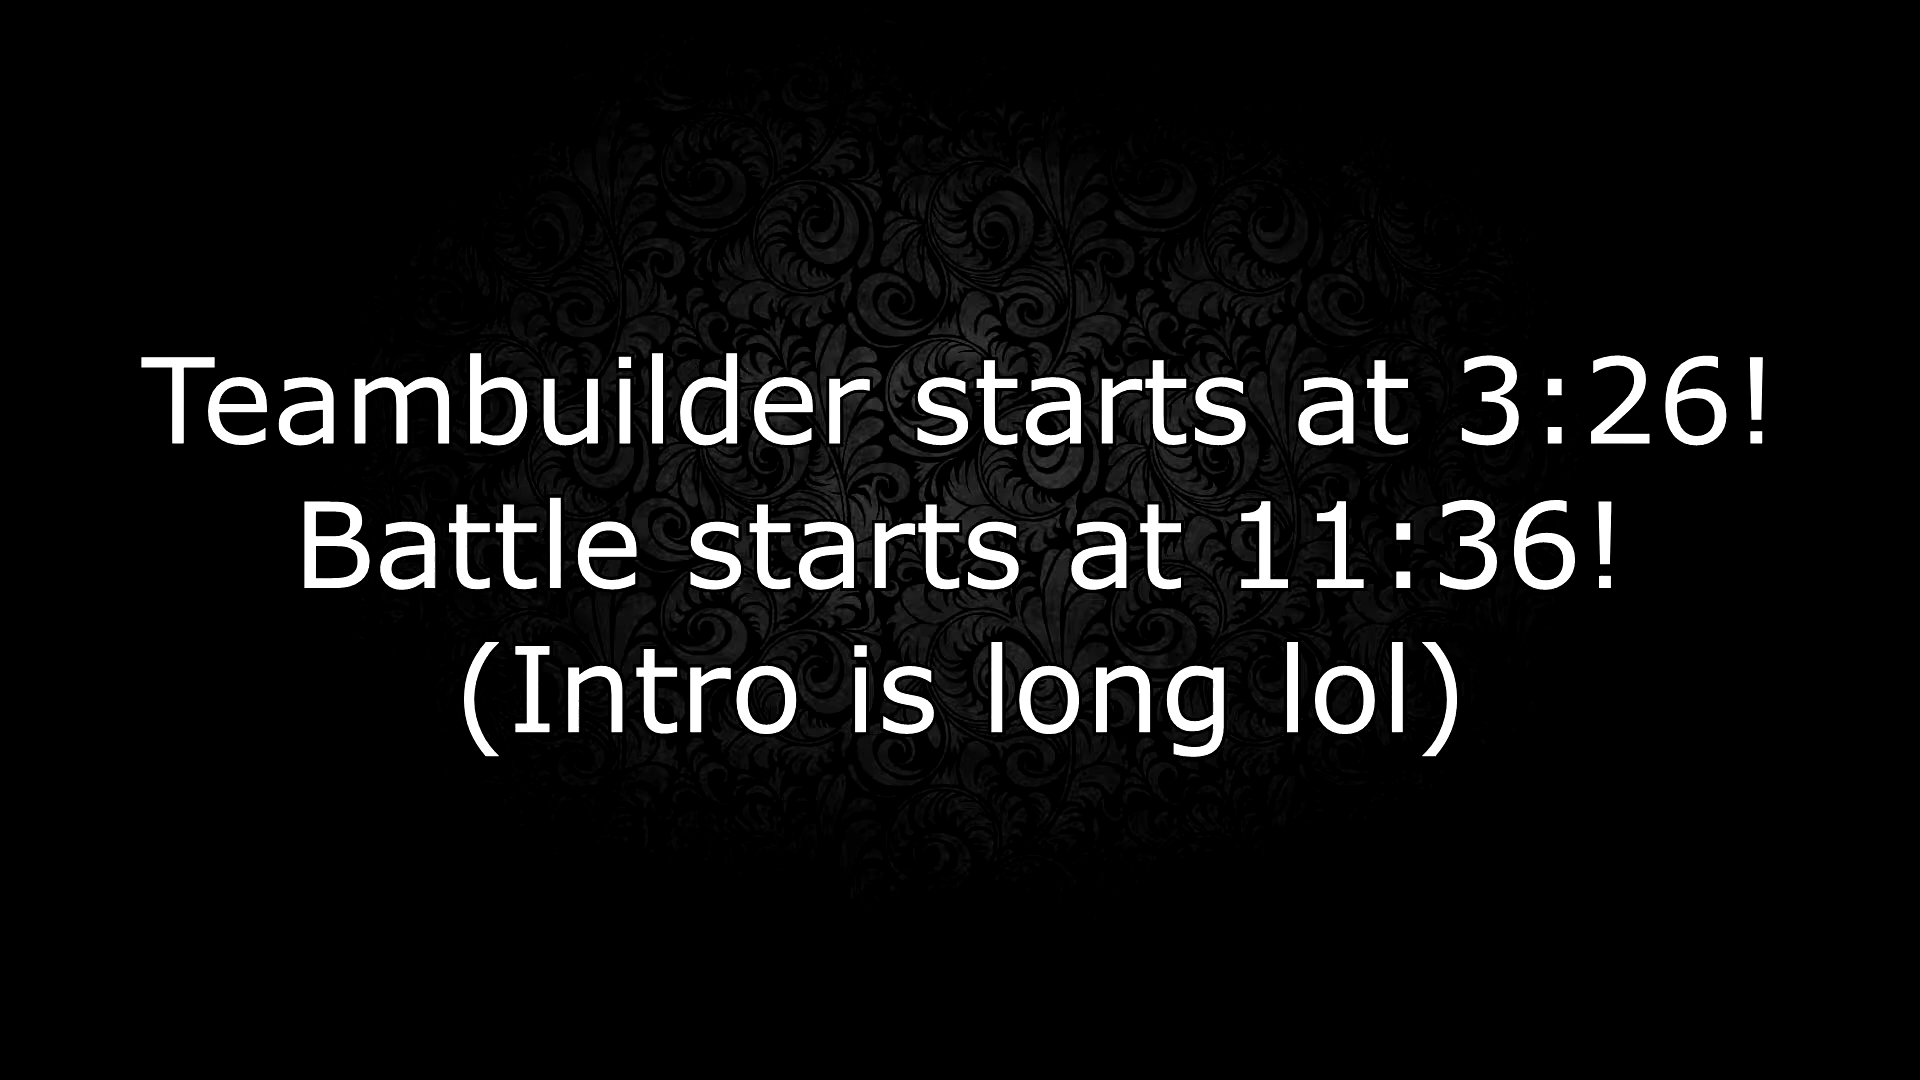 Teambuilder starts at 3:26!
Battle starts at 11:36!
(Intro is long lol)